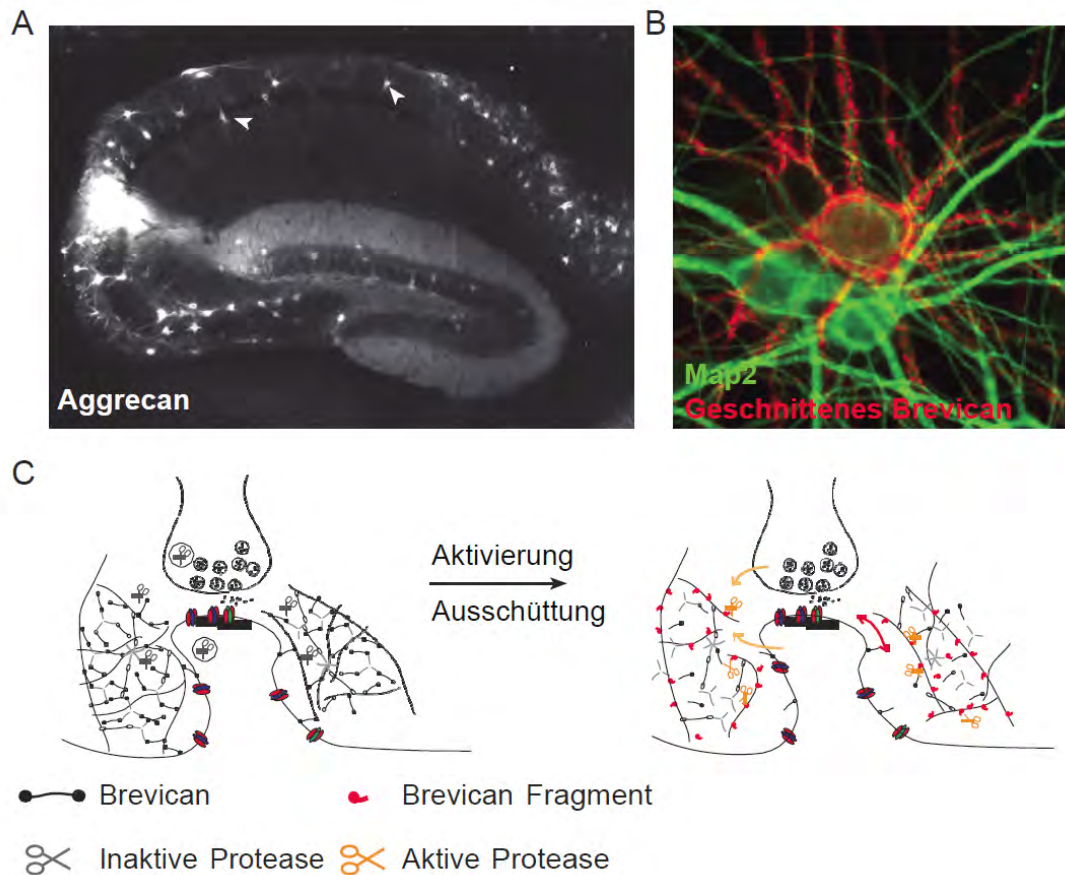 A
B
Aggrecan
Map2
Geschnittenes Brevican
C
Aktivierung
Ausschüttung
Brevican
Brevican Fragment
Inaktive Protease
Aktive Protease